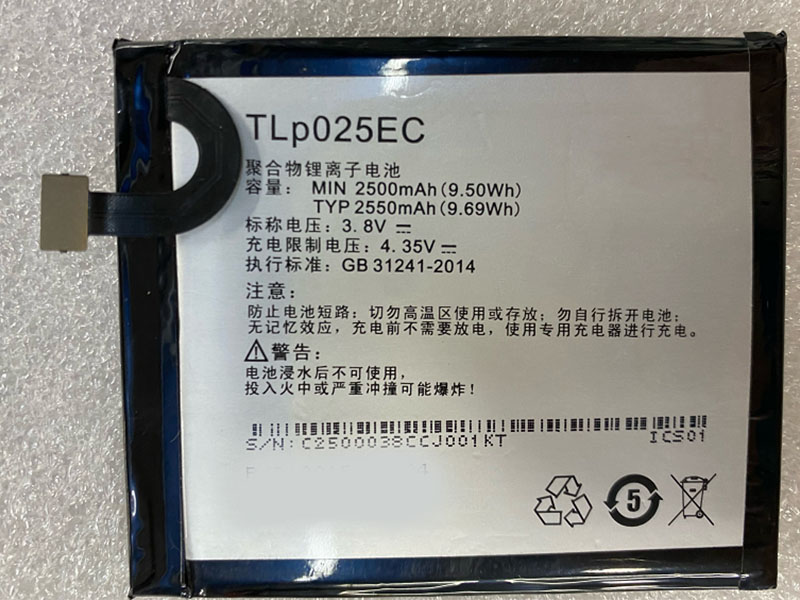 TLp025EC
聚合物锂离子电池
容量： MIN 2500mAh(9.50Wh)
TYP 2550mAh(9.69Wh)
标称电压：3.8V ⎓
充电限制电压：4.35V ⎓
执行标准：GB 31241-2014
注意：
防止电池短路；切勿高温区使用或存放；勿自行拆开电池；
无记忆效应，充电前不需要放电，使用专用充电器进行充电。
警告：
电池浸水后不可使用，
投入火中或严重冲撞可能爆炸！
S/N:C2500038CCJ001KT ICS01
5